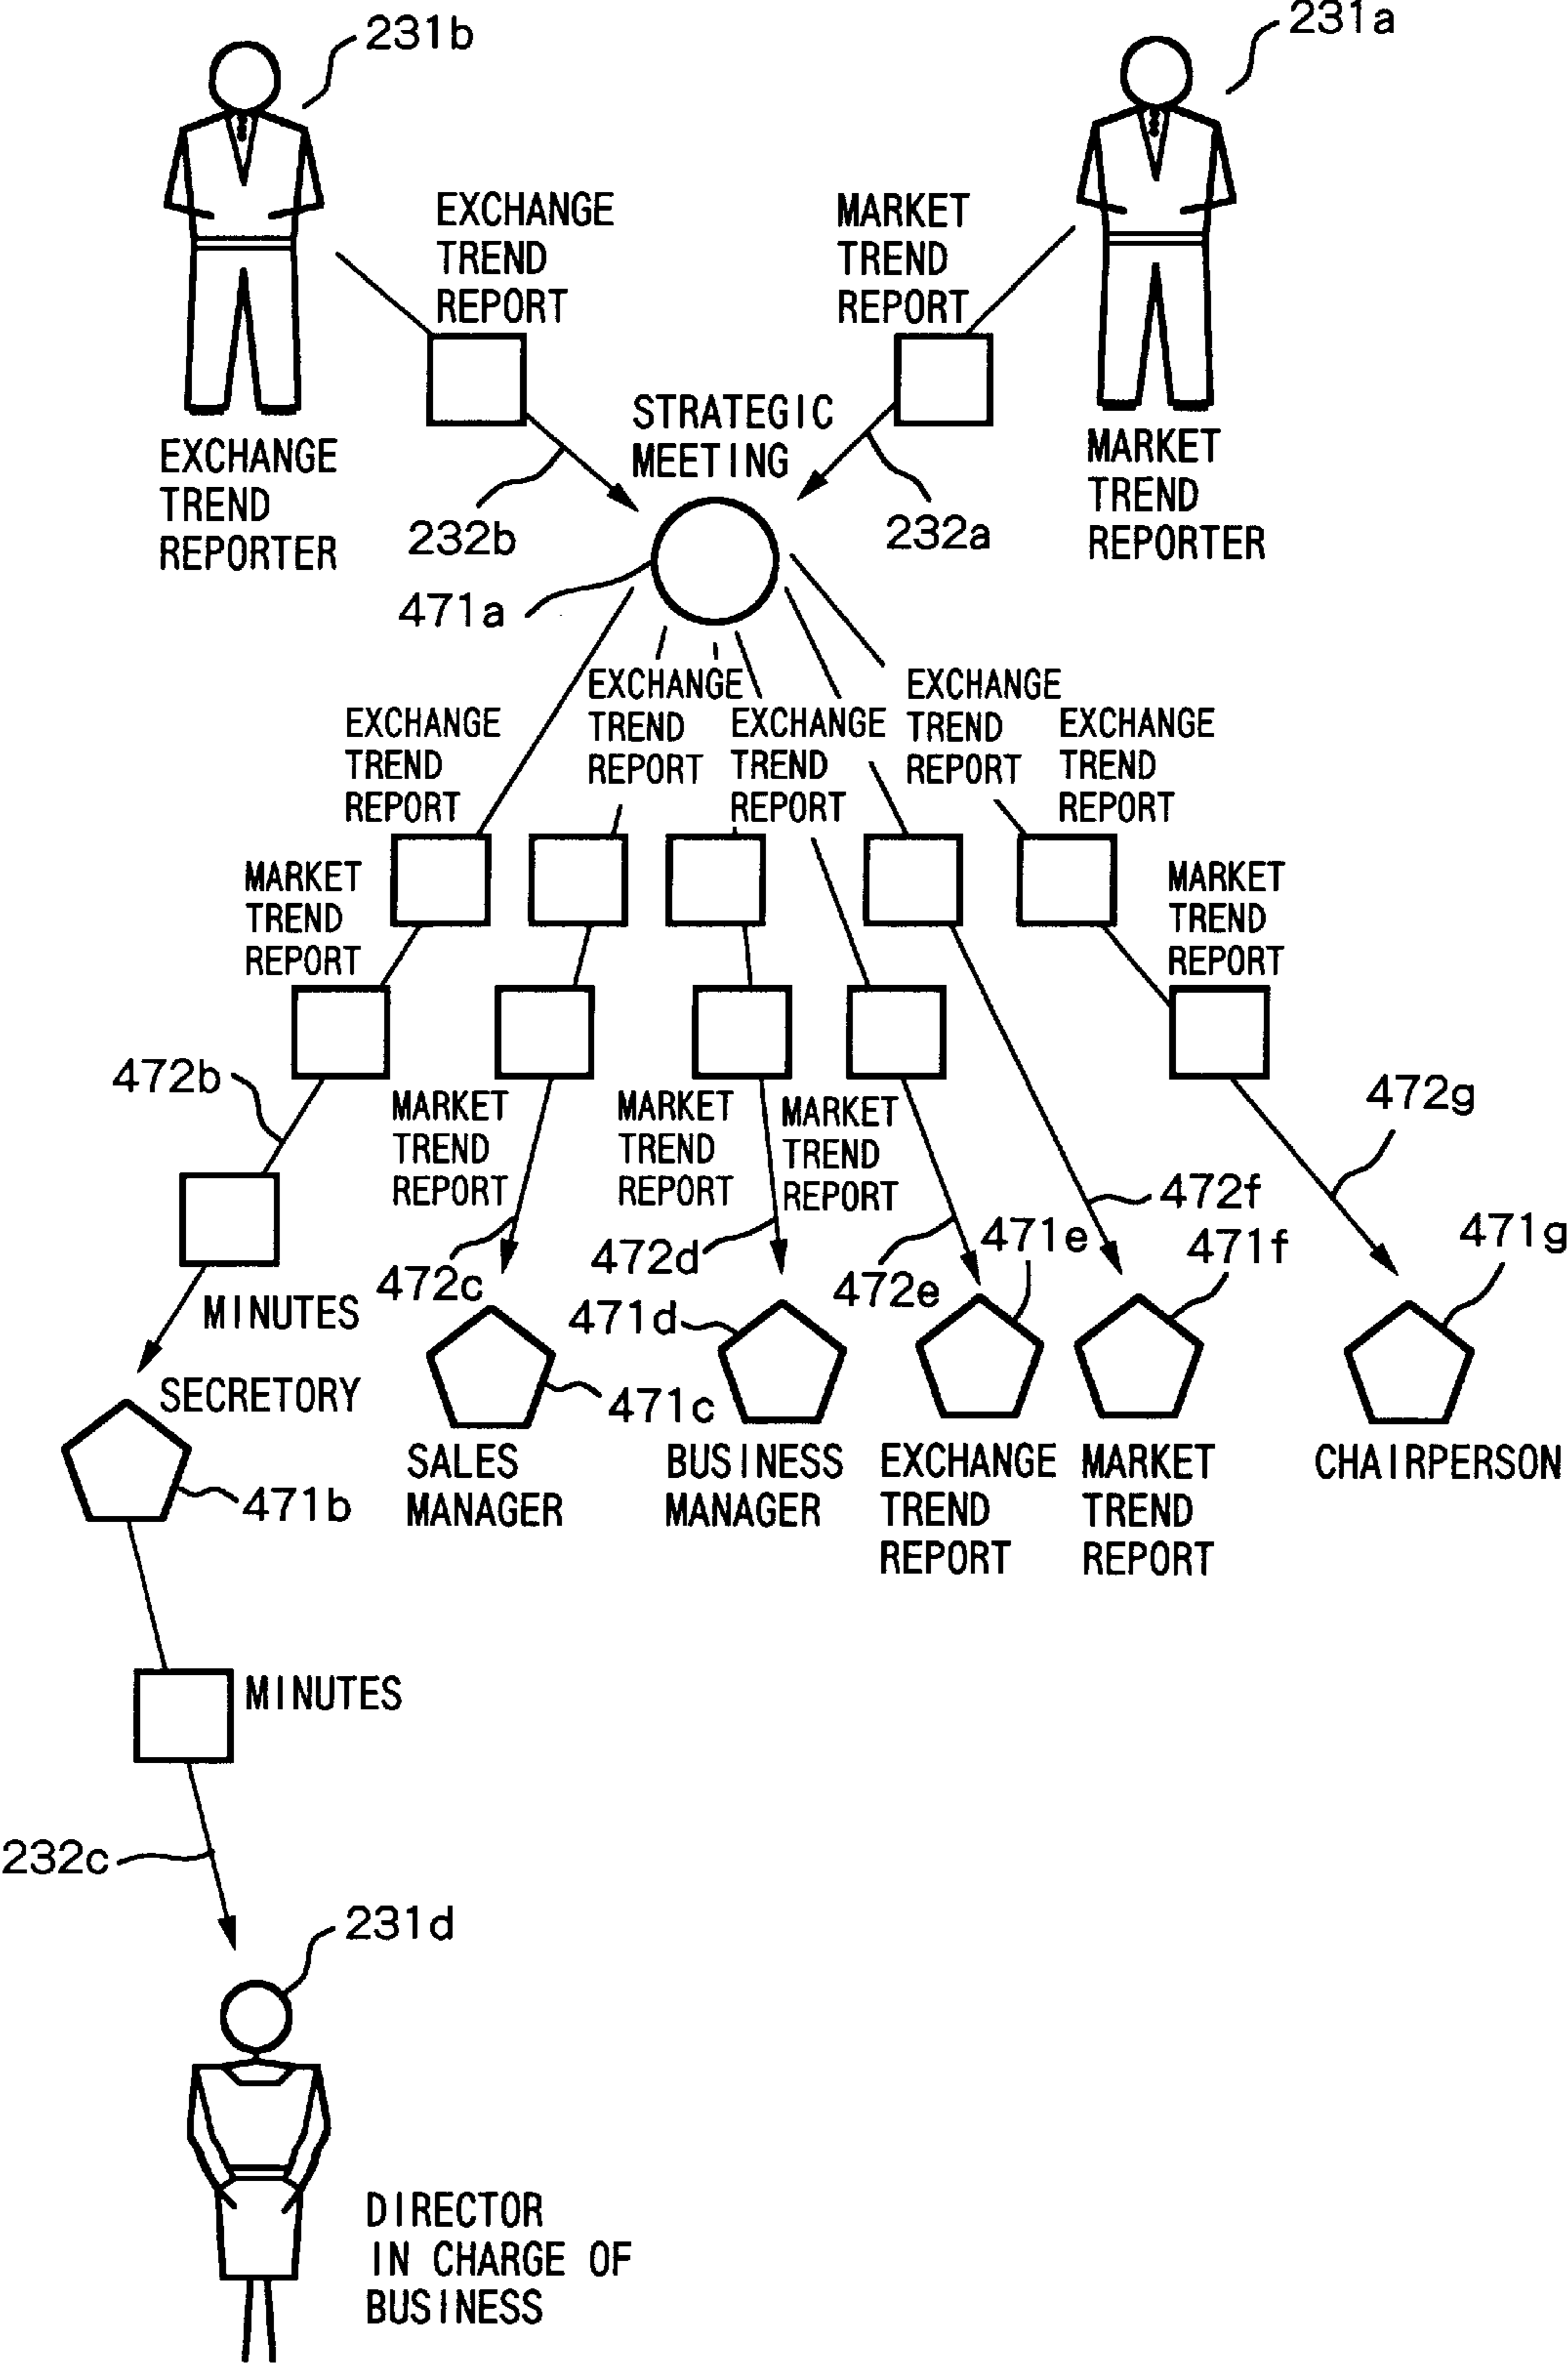 231b
231a
EXCHANGE
TREND
REPORT
MARKET
TREND
REPORT
STRATEGIC
MEETING
EXCHANGE
TREND
REPORTER
MARKET
TREND
REPORTER
232b
232a
471a
EXCHANGE
TREND
REPORT
EXCHANGE
TREND
REPORT
EXCHANGE
TREND
REPORT
EXCHANGE
TREND
REPORT
EXCHANGE
TREND
REPORT
MARKET
TREND
REPORT
MARKET
TREND
REPORT
472b
MARKET
TREND
REPORT
MARKET
TREND
REPORT
MARKET
TREND
REPORT
472g
472f
472c
472d
472e
471e
471f
471g
MINUTES
471d
SECRETORY
471c
471b
SALES
MANAGER
BUSINESS
MANAGER
EXCHANGE
TREND
REPORT
MARKET
TREND
REPORT
CHAIRPERSON
MINUTES
232c
231d
DIRECTOR
IN CHARGE OF
BUSINESS